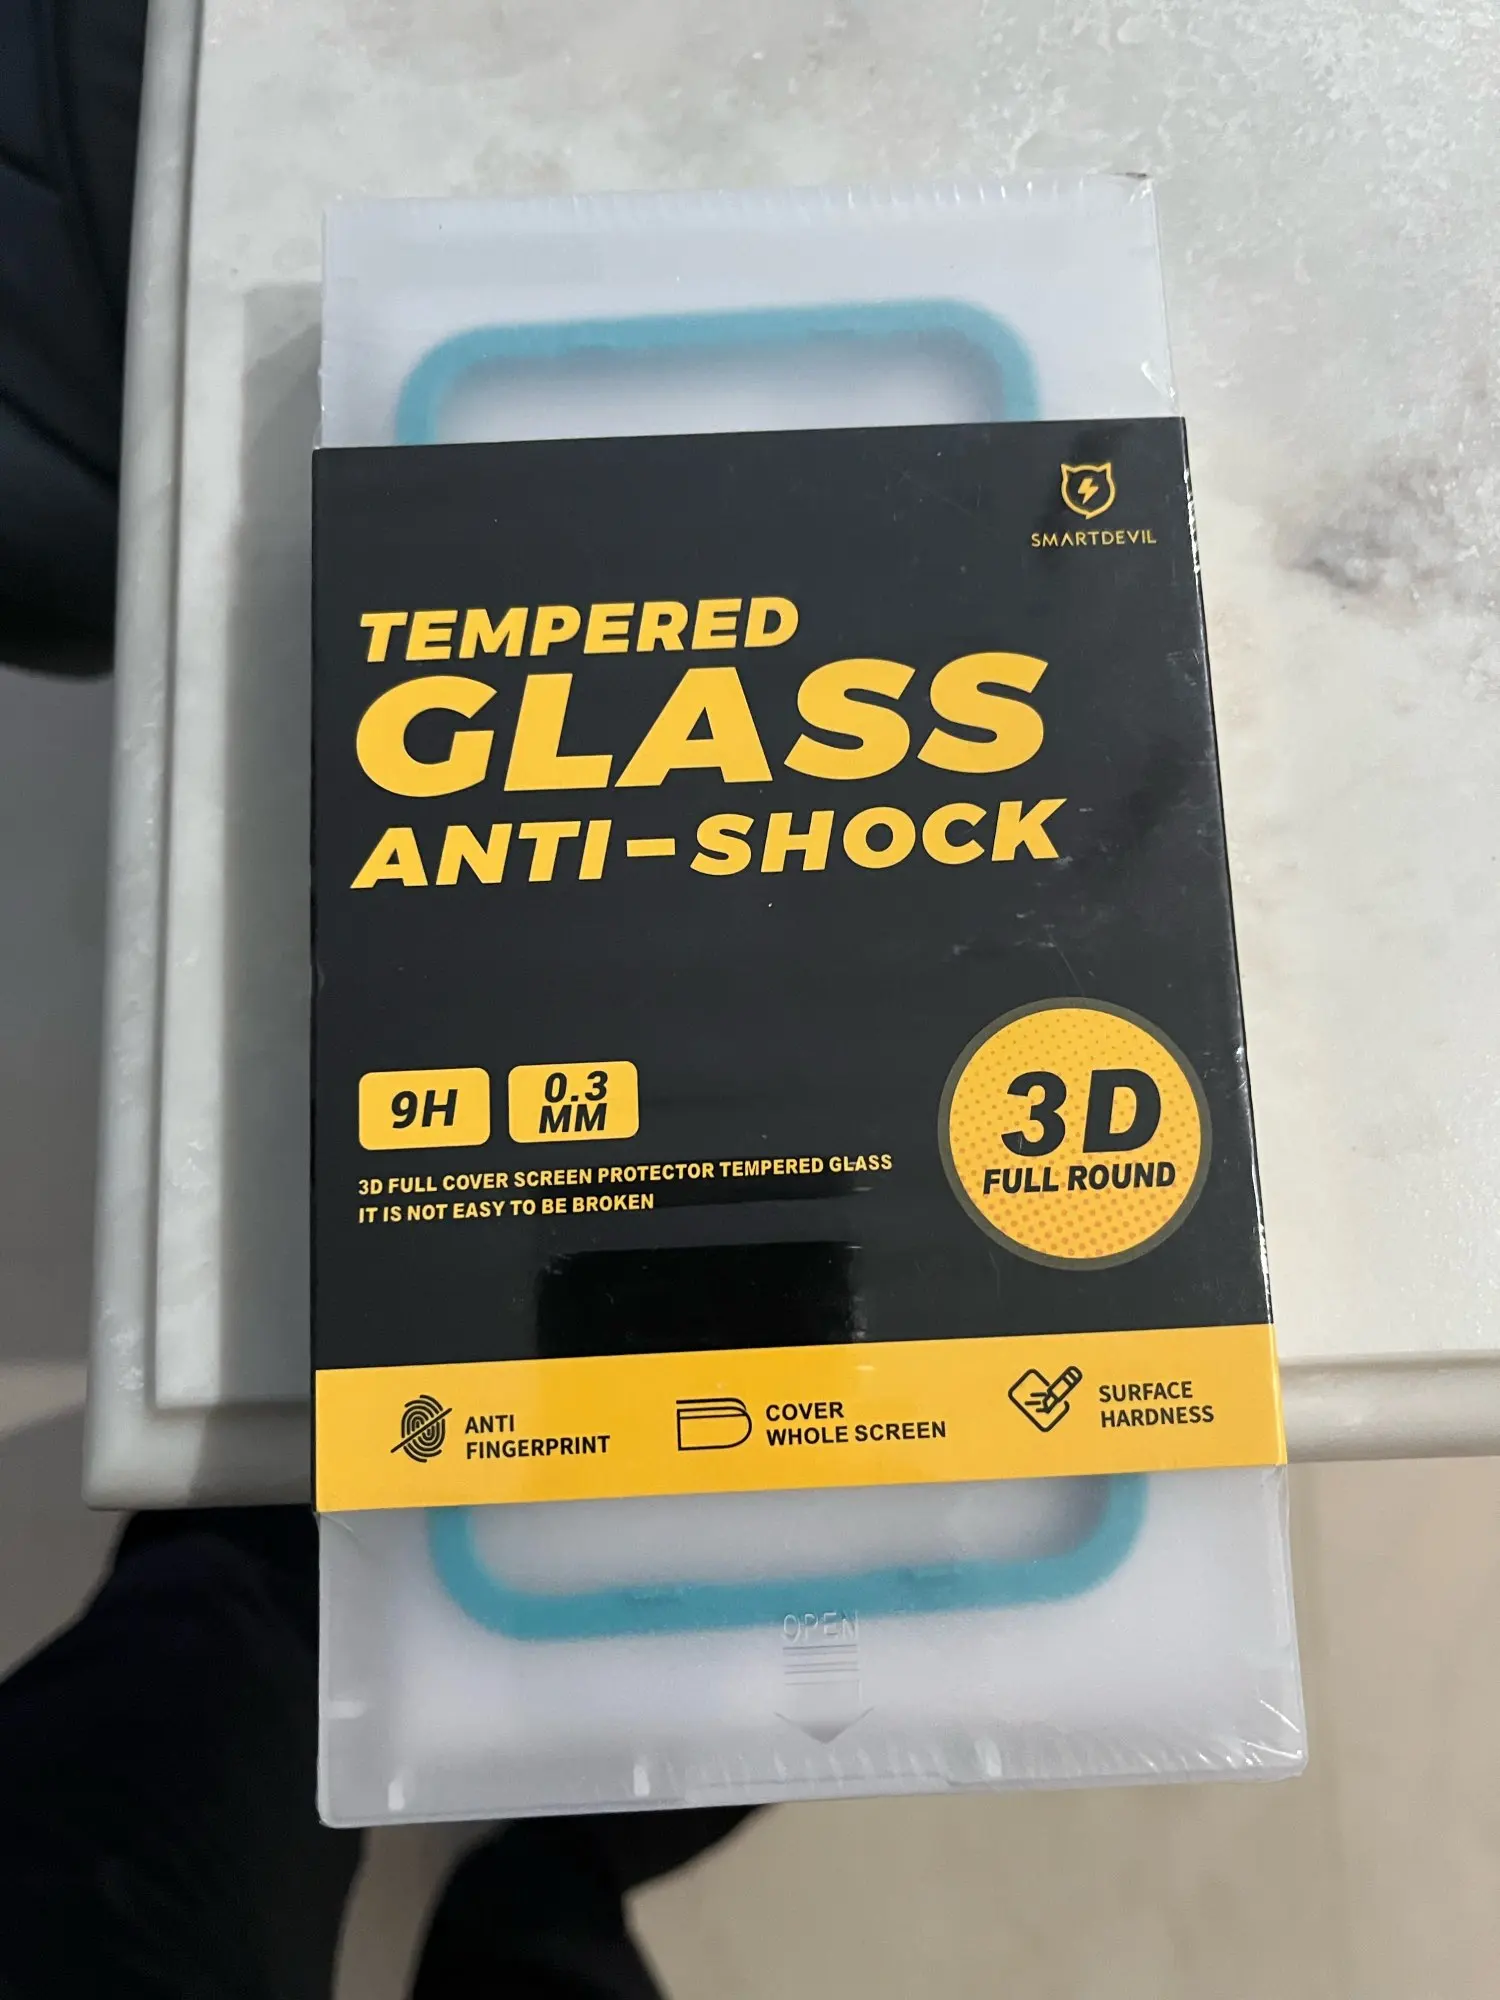 SMARTDEVIL
TEMPERED
GLASS
ANTI-SHOCK
9H
0.3
MM
3D FULL COVER SCREEN PROTECTOR TEMPERED GLASS
IT IS NOT EASY TO BE BROKEN
3D
FULL ROUND
ANTI
FINGERPRINT
COVER
WHOLE SCREEN
SURFACE
HARDNESS
OPEN